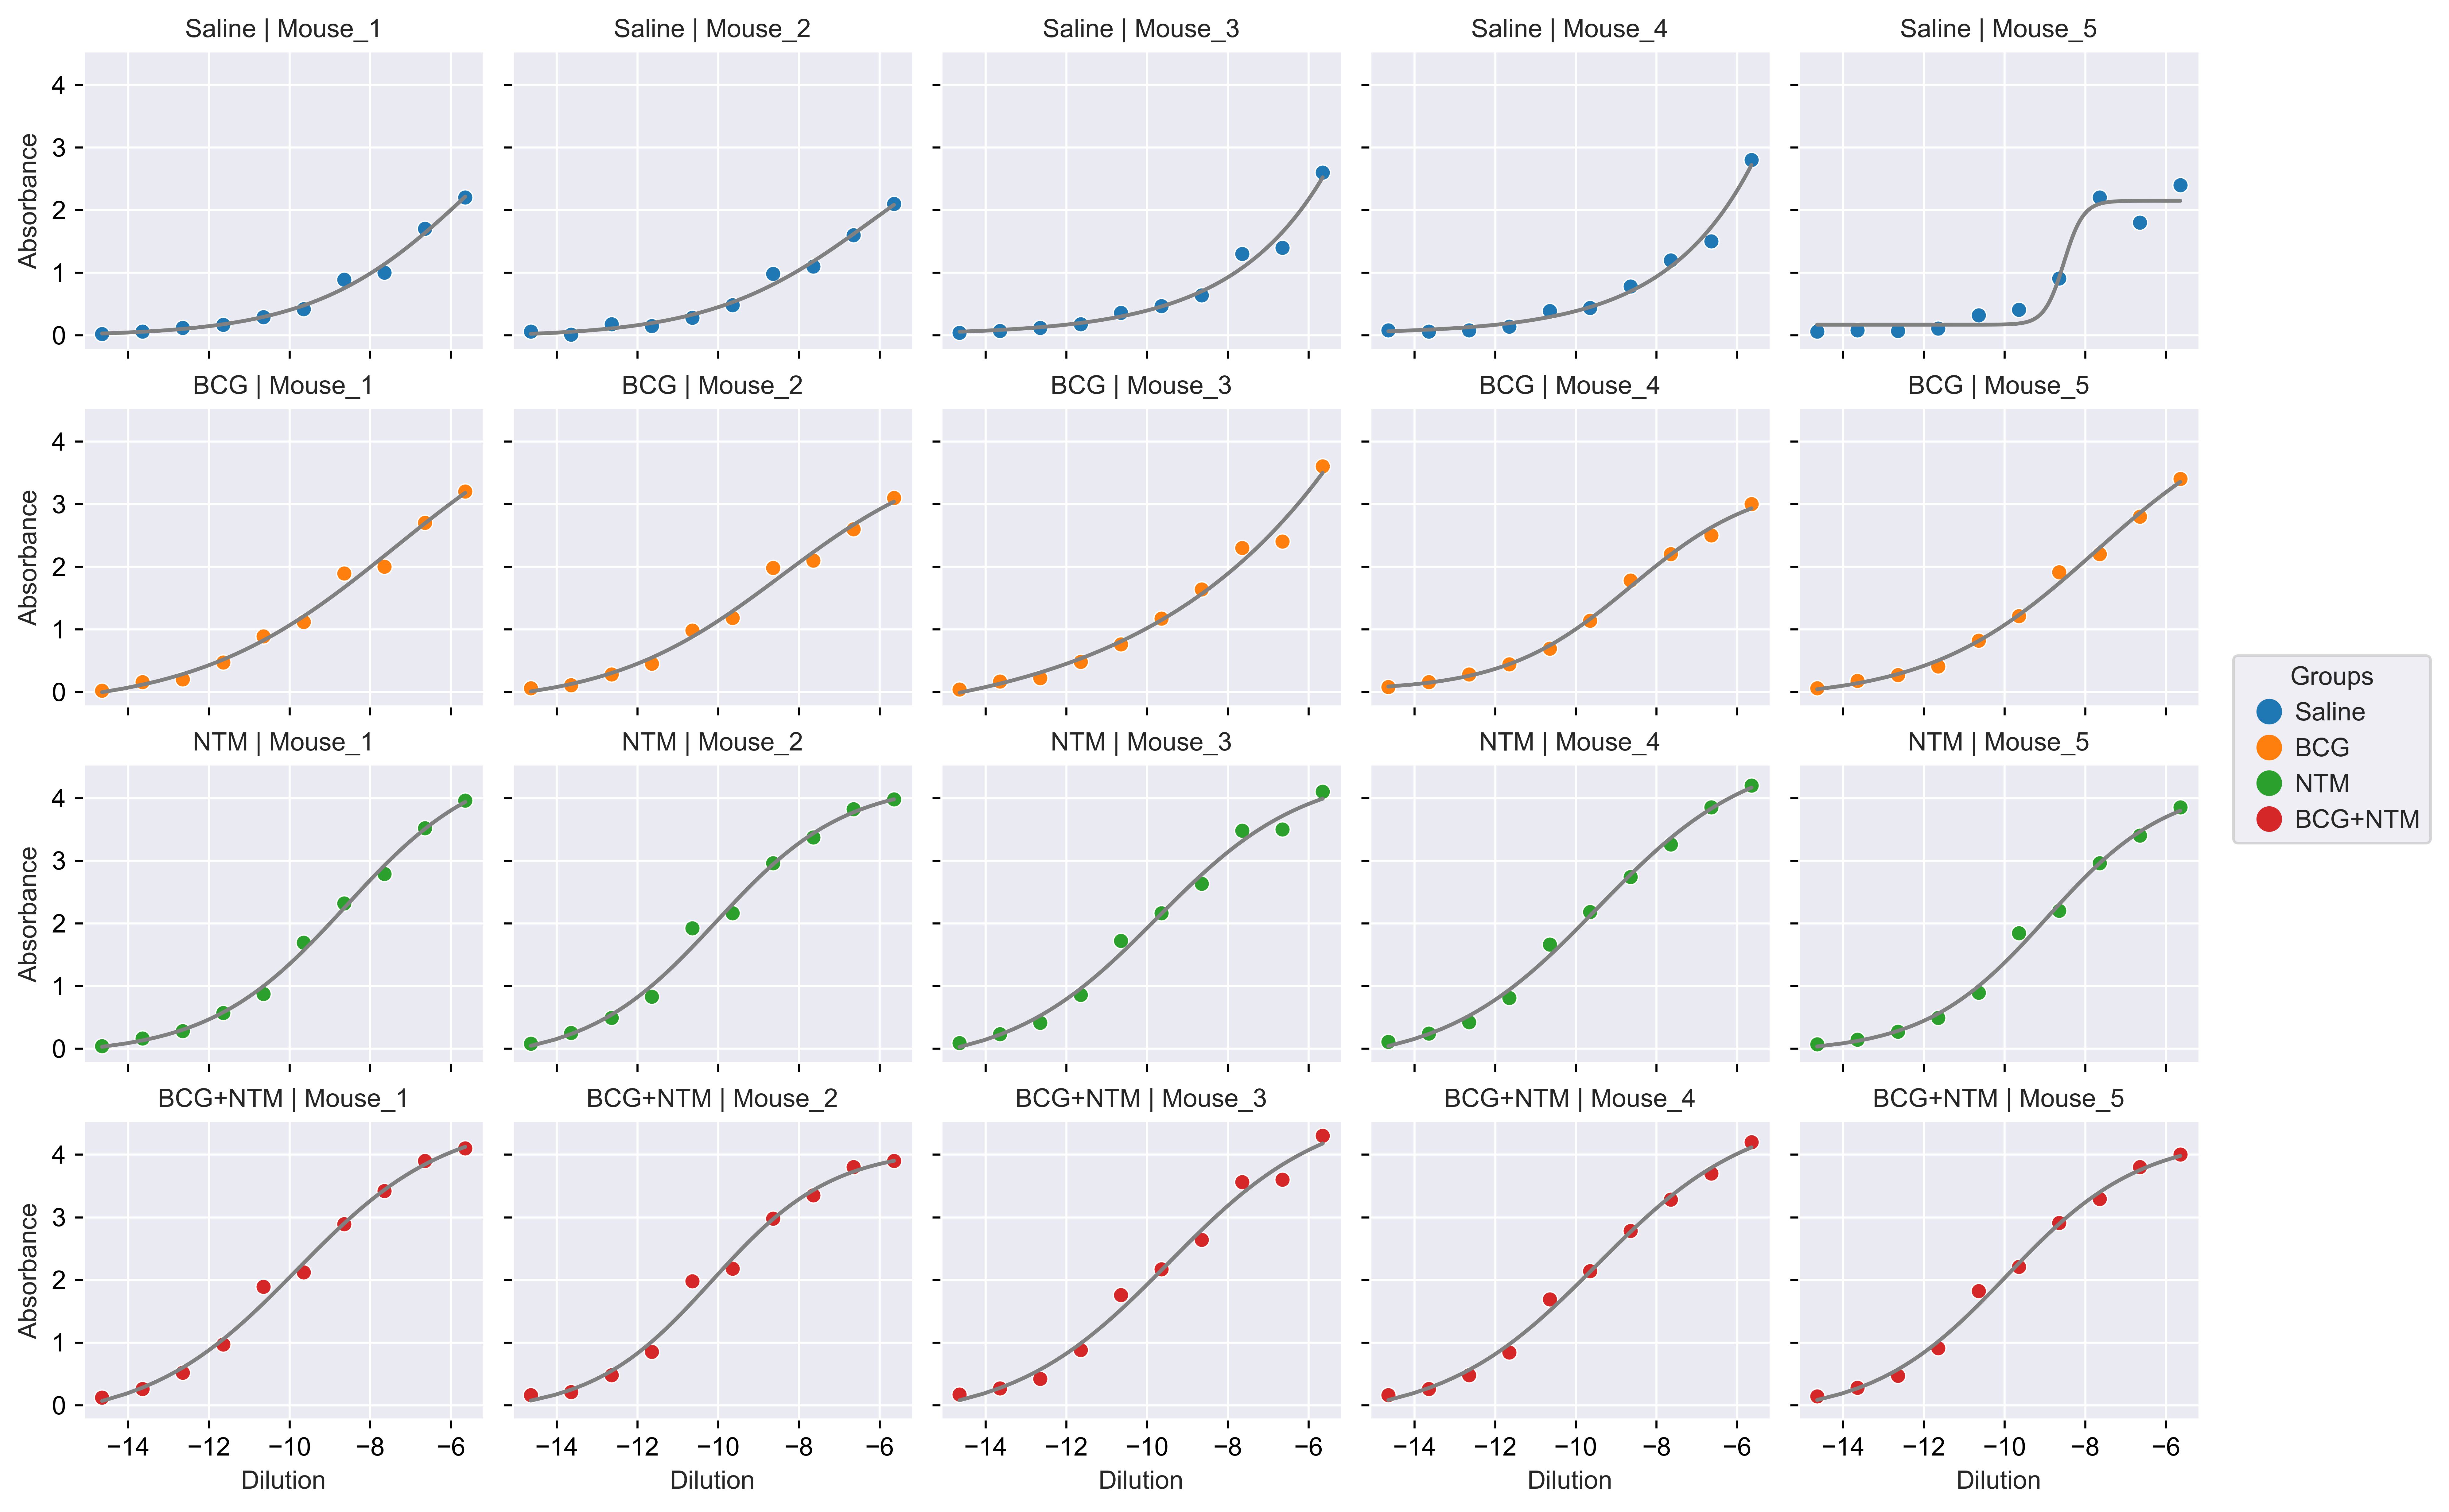 Saline | Mouse_1
Saline | Mouse_2
Saline | Mouse_3
Saline | Mouse_4
Saline | Mouse_5
4
3
2
1
0
Absorbance
BCG | Mouse_1
BCG | Mouse_2
BCG | Mouse_3
BCG | Mouse_4
BCG | Mouse_5
4
3
2
1
0
Absorbance
NTM | Mouse_1
NTM | Mouse_2
NTM | Mouse_3
NTM | Mouse_4
NTM | Mouse_5
4
3
2
1
0
Absorbance
BCG+NTM | Mouse_1
BCG+NTM | Mouse_2
BCG+NTM | Mouse_3
BCG+NTM | Mouse_4
BCG+NTM | Mouse_5
4
3
2
1
0
Absorbance
−14 −12 −10 −8 −6
−14 −12 −10 −8 −6
−14 −12 −10 −8 −6
−14 −12 −10 −8 −6
−14 −12 −10 −8 −6
Dilution
Dilution
Dilution
Dilution
Dilution
Groups
Saline
BCG
NTM
BCG+NTM